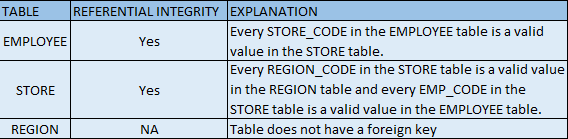 TABLE REFERENTIAL INTEGRITY EXPLANATION
EMPLOYEE Yes Every STORE_CODE in the EMPLOYEE table is a valid
value in the STORE table.
STORE Yes Every REGION_CODE in the STORE table is a valid value
in the REGION table and every EMP_CODE in the
STORE table is a valid value in the EMPLOYEE table.
REGION NA Table does not have a foreign key